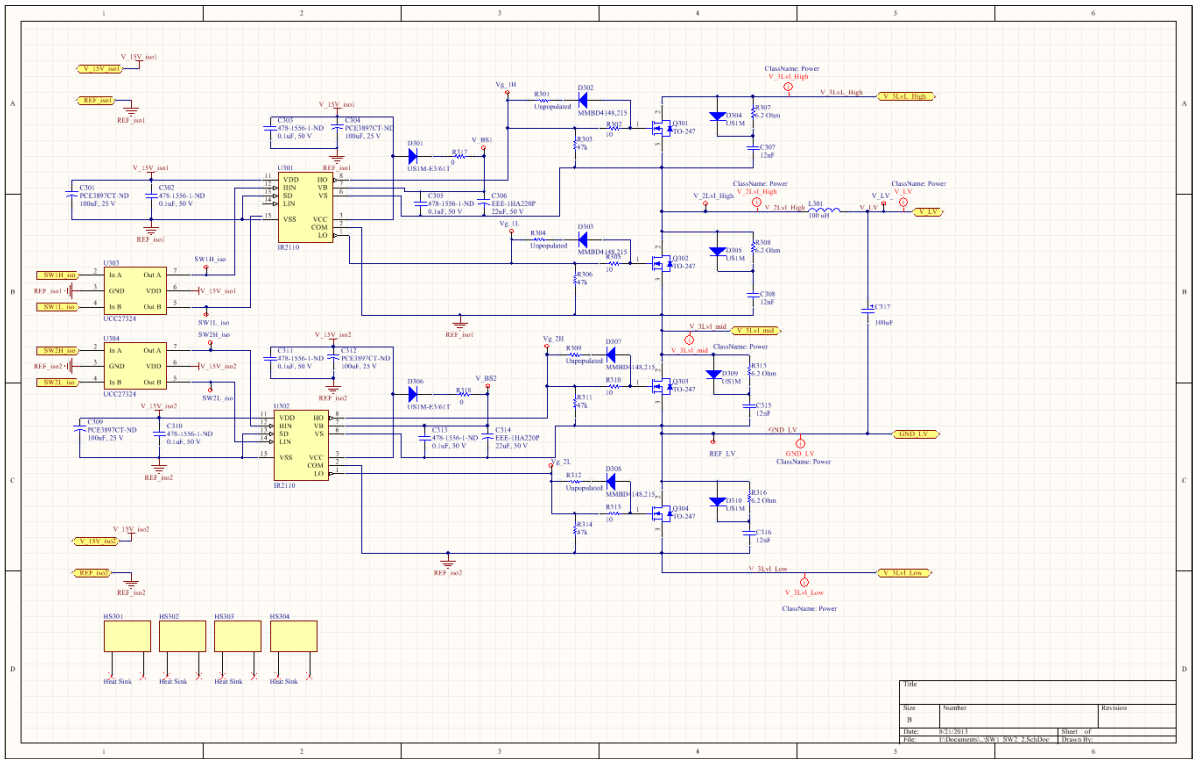 1 2 3 4 5 6
A
V_15V_iso1
V_15V_iso1
REF_iso1
REF_iso1
V_15V_iso1
C303
478-1556-1-ND
0.1uF, 50 V
C304
PCE3897CT-ND
100uF, 25 V
REF_iso1
D301
US1M-E3/61T
R317
0
V_BS1
Vg_1H
R301
Unpopulated
D302
MMBD4148,215
R302
10
R303
47k
Q301
TO-247
ClassName: Power
V_3Lvl_High
V_3LvL_High
V_3LvL_High
D304
US1M
R307
6.2 Ohm
C307
12nF
A
V_15V_iso1
C301
PCE3897CT-ND
100uF, 25 V
C302
478-1556-1-ND
0.1uF, 50 V
REF_iso1
U301
VDD
HIN
SD
LIN
VSS
HO
VB
VS
VCC
COM
LO
IR2110
C305
478-1556-1-ND
0.1uF, 50 V
C306
EEE-1HA220P
22uF, 50 V
V_2Lvl_High
ClassName: Power
V_2Lvl_High
V_2Lvl_High
L301
100 uH
V_LV
V_LV
ClassName: Power
V_LV
V_LV
B
SW1H_iso
REF_iso1
SW1L_iso
U303
In A
GND
In B
Out A
VDD
Out B
UCC27324
SW1H_iso
V_15V_iso1
SW1L_iso
Vg_1L
R304
Unpopulated
D303
MMBD4148,215
R305
10
R306
47k
Q302
TO-247
D305
US1M
R308
6.2 Ohm
C308
12nF
REF_iso1
C317
100uF
B
SW2H_iso
REF_iso2
SW2L_iso
U304
In A
GND
In B
Out A
VDD
Out B
UCC27324
SW2H_iso
V_15V_iso2
SW2L_iso
V_15V_iso2
C311
478-1556-1-ND
0.1uF, 50 V
C312
PCE3897CT-ND
100uF, 25 V
REF_iso2
D306
US1M-E3/61T
R318
0
V_BS2
Vg_2H
R309
Unpopulated
D307
MMBD4148,215
R310
10
R311
47k
Q303
TO-247
V_3Lvl_mid
V_3Lvl_mid
V_3Lvl_mid
ClassName: Power
D309
US1M
R315
6.2 Ohm
C315
12nF
V_15V_iso2
C309
PCE3897CT-ND
100uF, 25 V
C310
478-1556-1-ND
0.1uF, 50 V
REF_iso2
U302
VDD
HIN
SD
LIN
VSS
HO
VB
VS
VCC
COM
LO
IR2110
C313
478-1556-1-ND
0.1uF, 50 V
C314
EEE-1HA220P
22uF, 50 V
REF_LV
GND_LV
GND_LV
ClassName: Power
GND_LV
C
Vg_2L
R312
Unpopulated
D308
MMBD4148,215
R313
10
R314
47k
Q304
TO-247
D310
US1M
R316
6.2 Ohm
C316
12nF
C
V_15V_iso2
V_15V_iso2
REF_iso2
REF_iso2
REF_iso2
V_3Lvl_Low
V_3Lvl_Low
V_3Lvl_Low
ClassName: Power
HS301 HS302 HS303 HS304
Heat Sink Heat Sink Heat Sink Heat Sink
D
D
Title
Size Number Revision
B
Date: 8/21/2013 Sheet of
File: I:\Documents\..\SW1_SW2_2.SchDoc Drawn By:
1 2 3 4 5 6